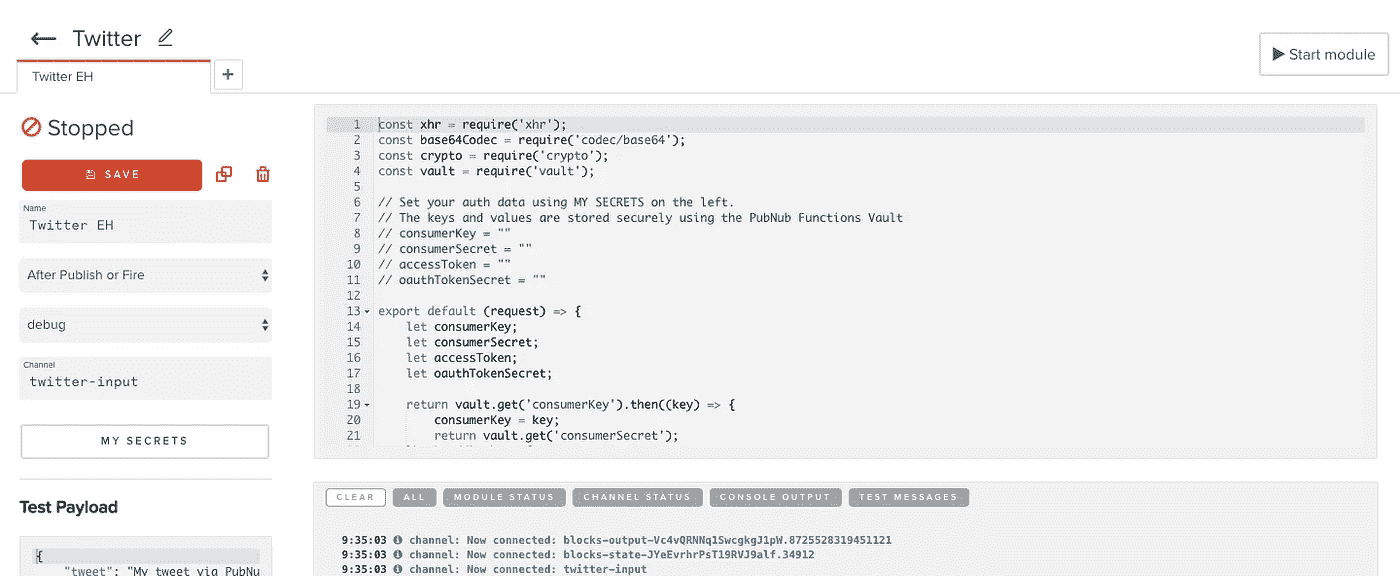 Twitter
Start module
Twitter EH
+
Stopped
SAVE
Name
Twitter EH
After Publish or Fire
debug
Channel
twitter-input
MY SECRETS
Test Payload
{
"tweet": "My tweet via PubNu
1 const xhr = require('xhr');
2 const base64Codec = require('codec/base64');
3 const crypto = require('crypto');
4 const vault = require('vault');
5
6 // Set your auth data using MY SECRETS on the left.
7 // The keys and values are stored securely using the PubNub Functions Vault
8 // consumerKey = ""
9 // consumerSecret = ""
10 // accessToken = ""
11 // oauthTokenSecret = ""
12
13 export default (request) => {
14 let consumerKey;
15 let consumerSecret;
16 let accessToken;
17 let oauthTokenSecret;
18
19 return vault.get('consumerKey').then((key) => {
20 consumerKey = key;
21 return vault.get('consumerSecret');
CLEAR ALL MODULE STATUS CHANNEL STATUS CONSOLE OUTPUT TEST MESSAGES
9:35:03 channel: Now connected: blocks-output-Vc4vQRNNq1SwcgkgJ1pW.8725528319451121
9:35:03 channel: Now connected: blocks-state-JYeEvrhrPsT19RVJ9alf.34912
9:35:03 channel: Now connected: twitter-input